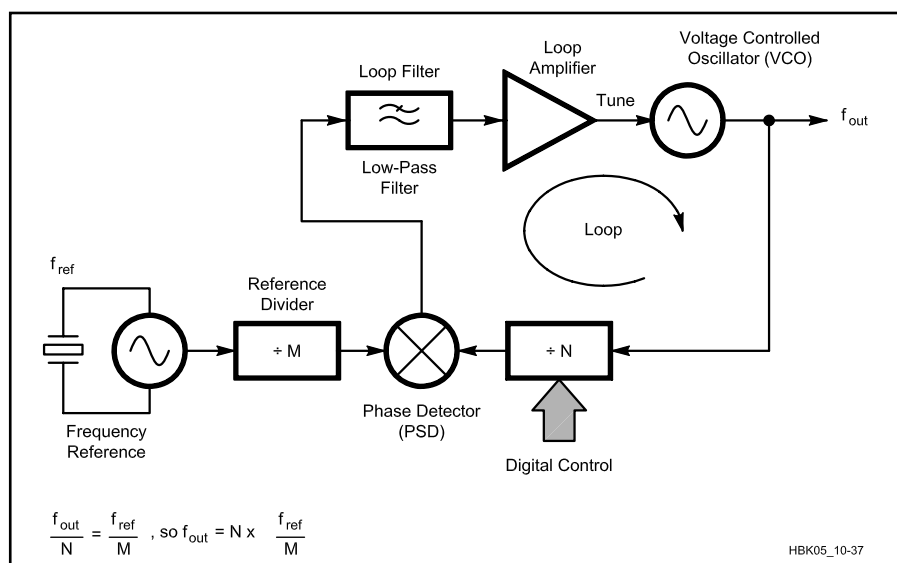 Voltage Controlled
Oscillator (VCO)
Loop
Amplifier
Loop Filter
Tune
f out
Low-Pass
Filter
Loop
f ref
Reference
Divider
÷ M
÷ N
Phase Detector
(PSD)
Frequency
Reference
Digital Control
f out / N = f ref / M , so f out = N x f ref / M
HBK05_10-37